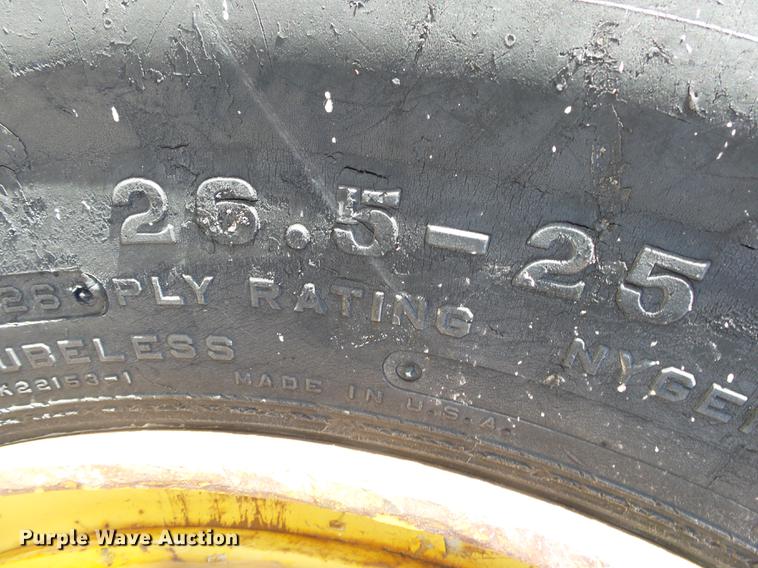 26.5-25
26 PLY RATING
UBELESS NYGE
K22153-1 MADE IN U.S.A.
Purple Wave Auction